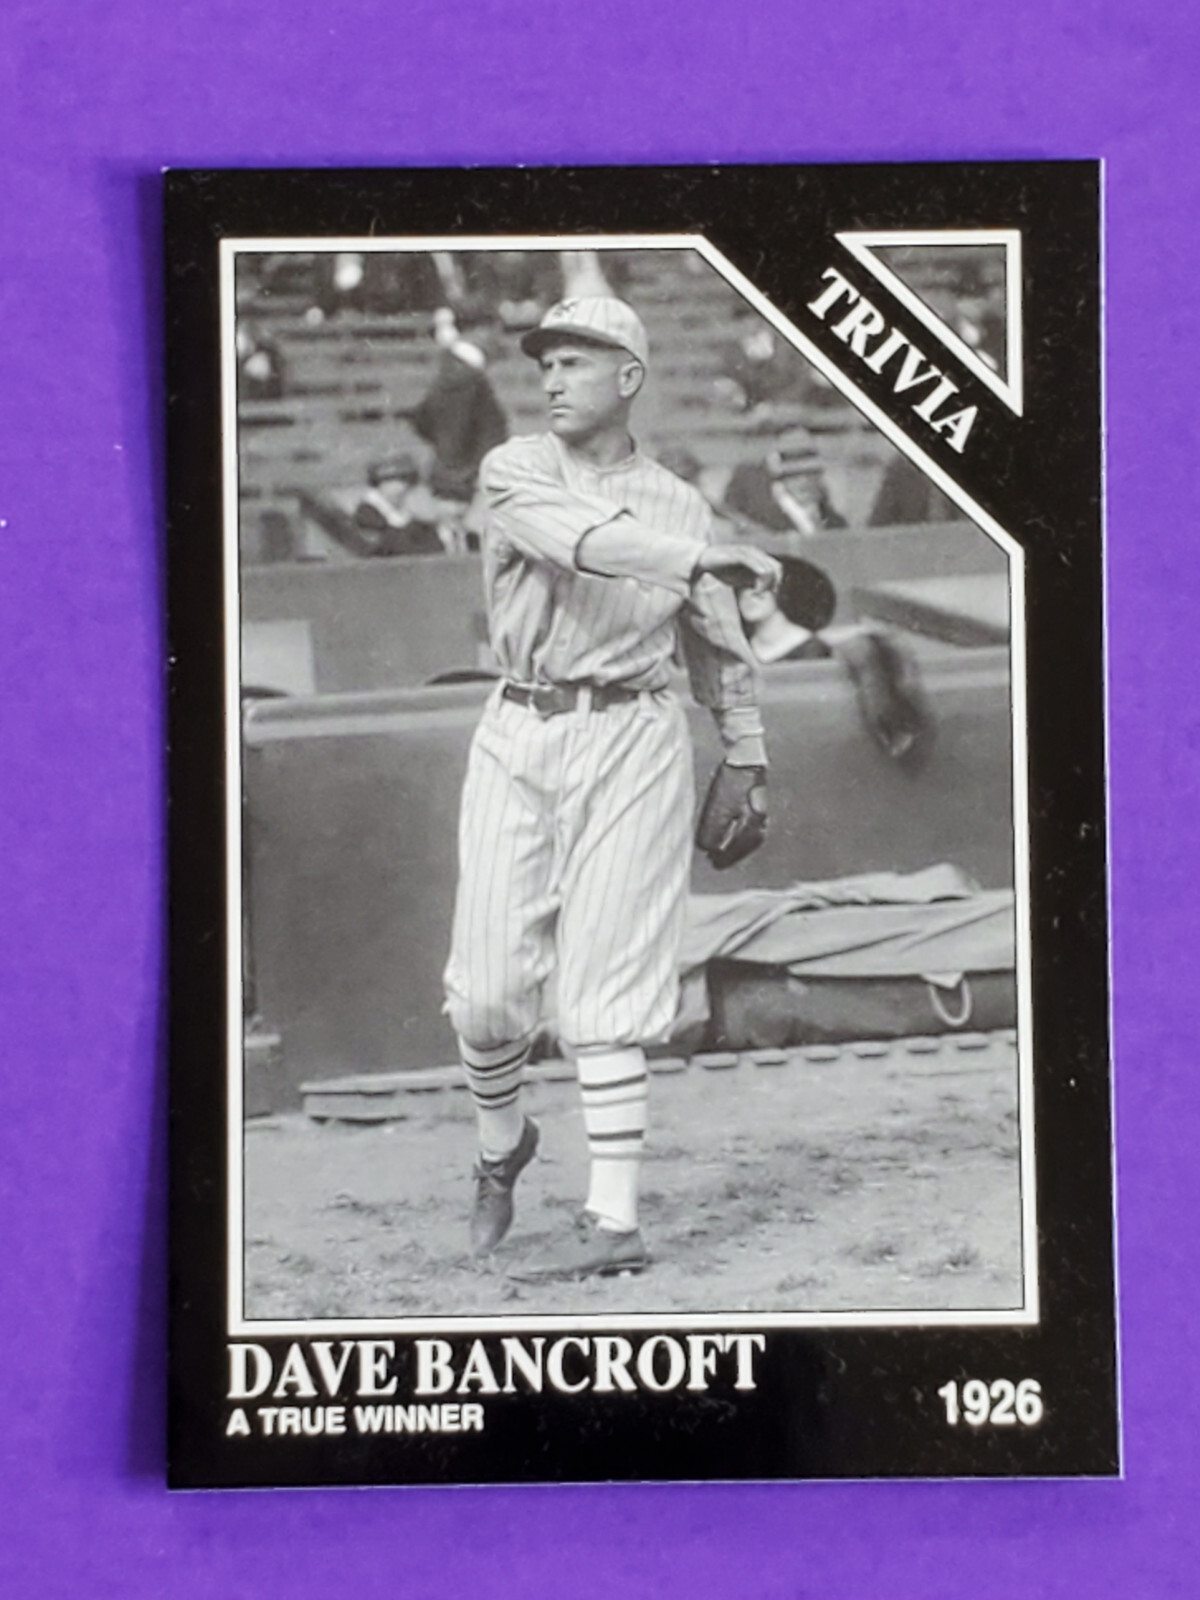 TRIVIA
DAVE BANCROFT
A TRUE WINNER
1926